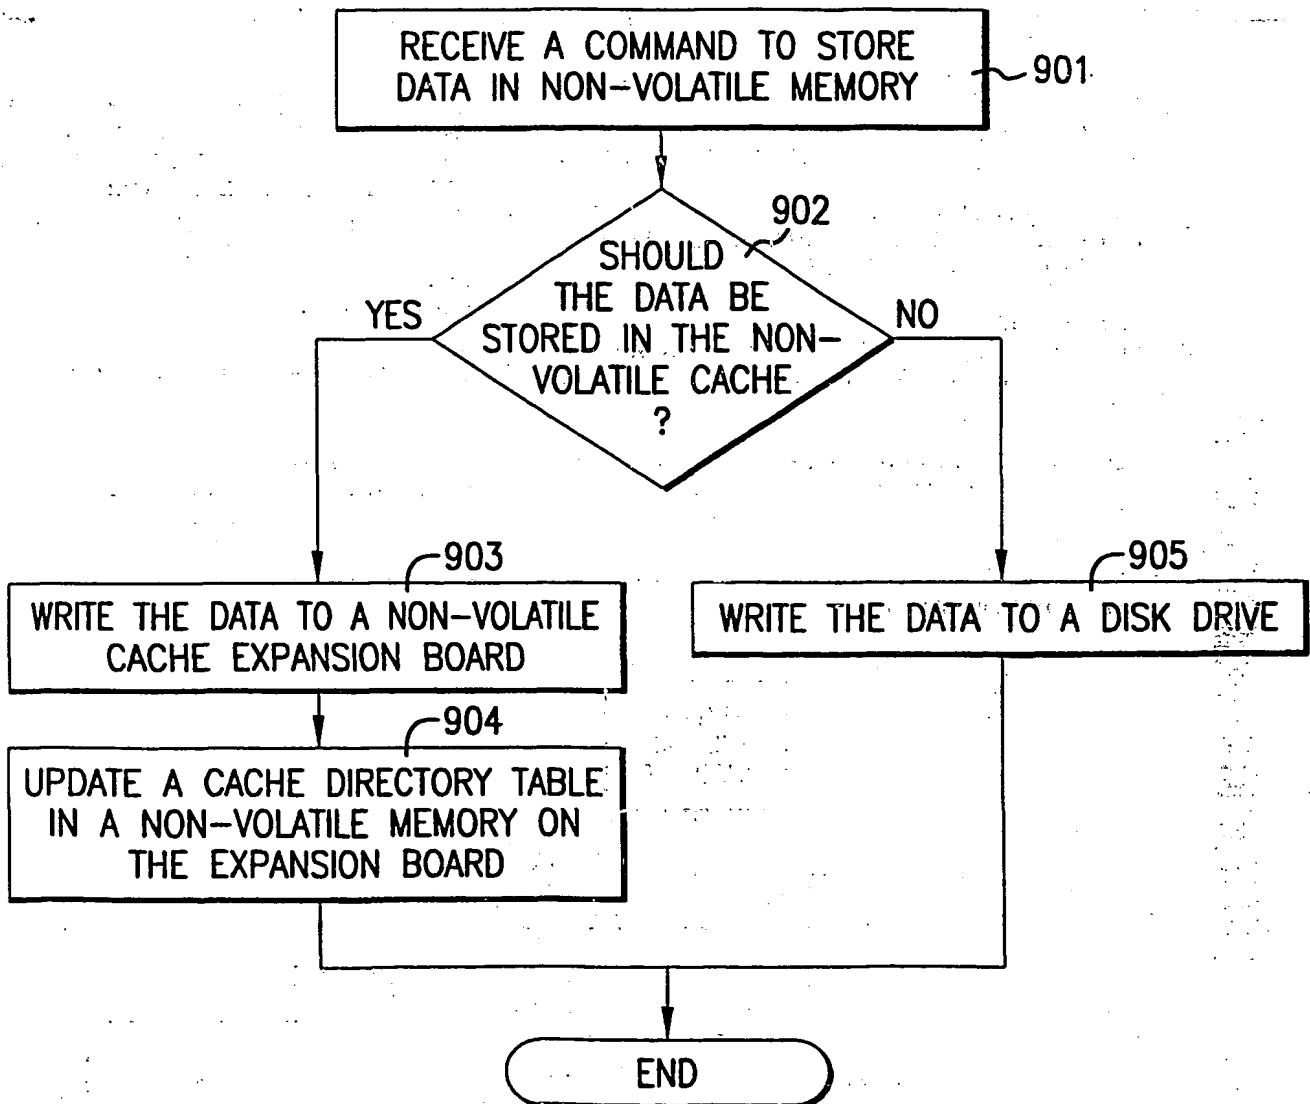 RECEIVE A COMMAND TO STORE
DATA IN NON-VOLATILE MEMORY
901
902
SHOULD
THE DATA BE
STORED IN THE NON-
VOLATILE CACHE
?
YES
NO
903
WRITE THE DATA TO A NON-VOLATILE
CACHE EXPANSION BOARD
905
WRITE THE DATA TO A DISK DRIVE
904
UPDATE A CACHE DIRECTORY TABLE
IN A NON-VOLATILE MEMORY ON
THE EXPANSION BOARD
END